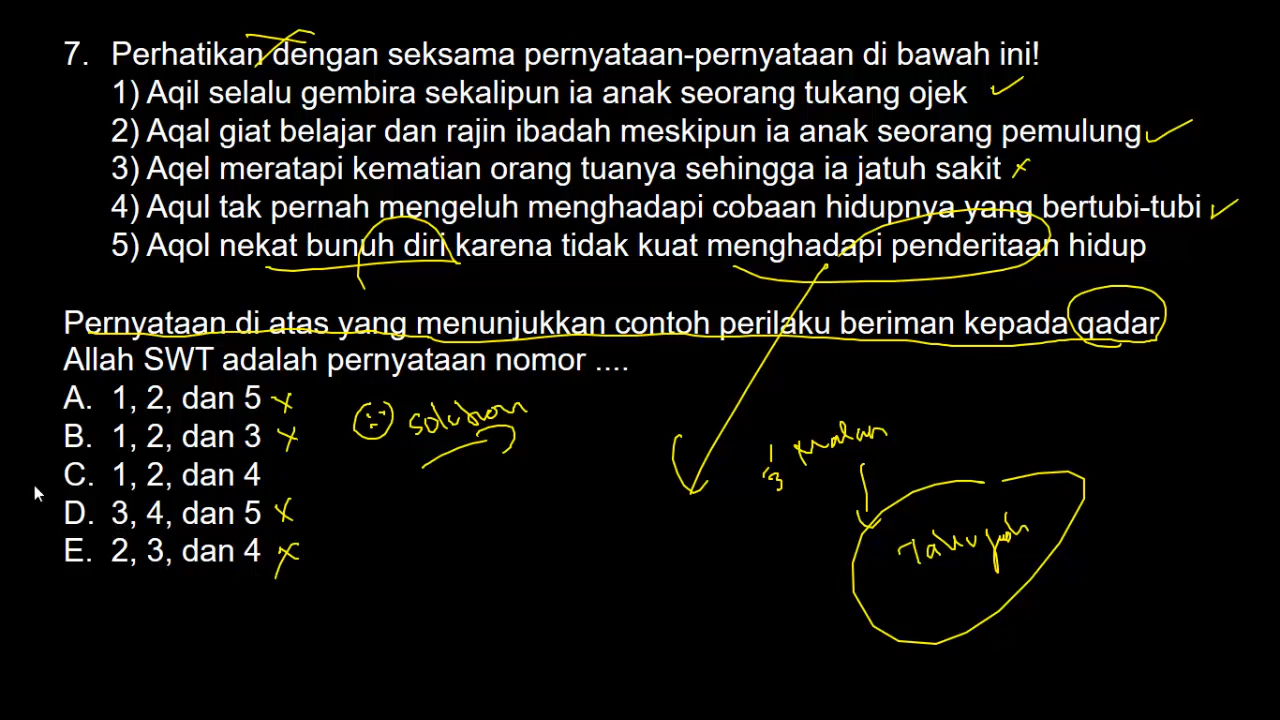 7. Perhatikan dengan seksama pernyataan-pernyataan di bawah ini!
1) Aqil selalu gembira sekalipun ia anak seorang tukang ojek
2) Aqal giat belajar dan rajin ibadah meskipun ia anak seorang pemulung
3) Aqel meratapi kematian orang tuanya sehingga ia jatuh sakit
4) Aqul tak pernah mengeluh menghadapi cobaan hidupnya yang bertubi-tubi
5) Aqol nekat bunuh diri karena tidak kuat menghadapi penderitaan hidup
Pernyataan di atas yang menunjukkan contoh perilaku beriman kepada qadar
Allah SWT adalah pernyataan nomor ....
A. 1, 2, dan 5
B. 1, 2, dan 3
C. 1, 2, dan 4
D. 3, 4, dan 5
E. 2, 3, dan 4
1/3 malam